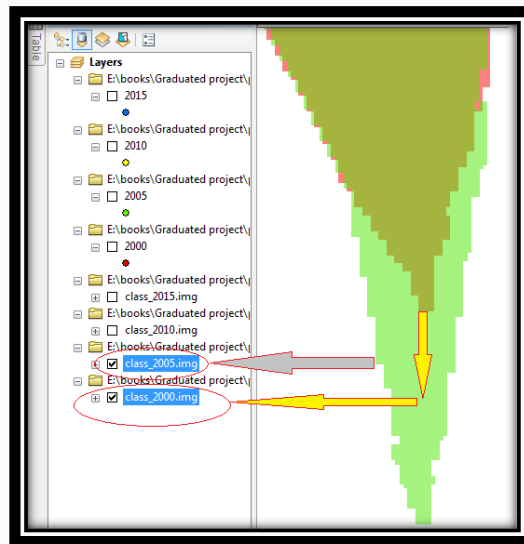 Table
Layers
E:\books\Graduated project\
2015
E:\books\Graduated project\
2010
E:\books\Graduated project\
2005
E:\books\Graduated project\
2000
E:\books\Graduated project\
class_2015.img
E:\books\Graduated project\
class_2010.img
E:\books\Graduated project\
class_2005.img
E:\books\Graduated project\
class_2000.img